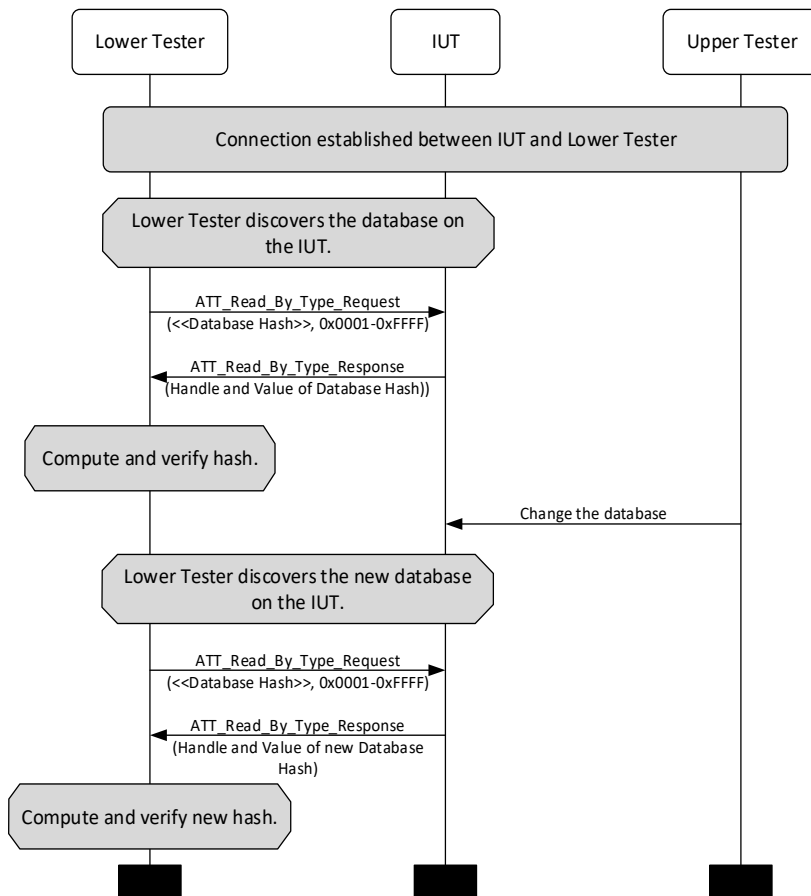 Lower Tester
IUT
Upper Tester
Connection established between IUT and Lower Tester
Lower Tester discovers the database on
the IUT.
ATT_Read_By_Type_Request
(<<Database Hash>>, 0x0001-0xFFFF)
ATT_Read_By_Type_Response
(Handle and Value of Database Hash))
Compute and verify hash.
Change the database
Lower Tester discovers the new database
on the IUT.
ATT_Read_By_Type_Request
(<<Database Hash>>, 0x0001-0xFFFF)
ATT_Read_By_Type_Response
(Handle and Value of new Database
Hash)
Compute and verify new hash.